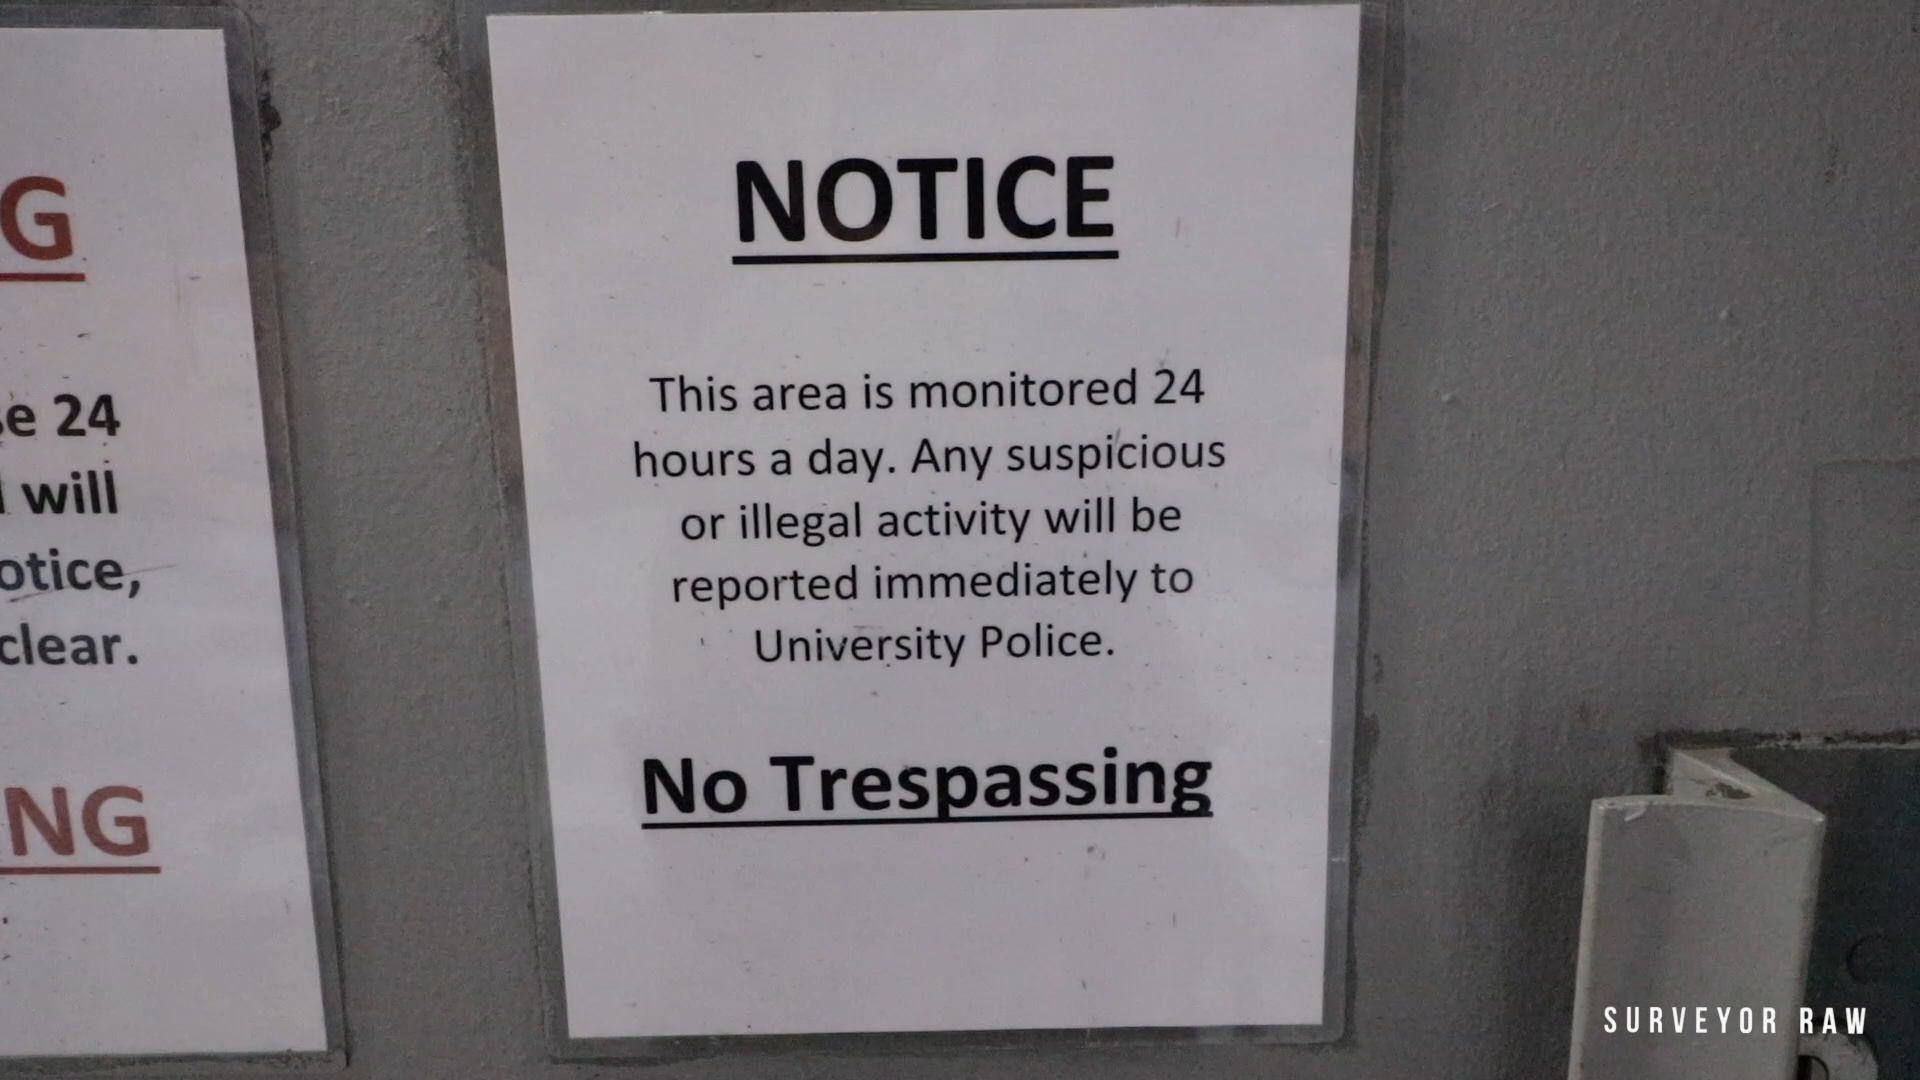 G
24
will
clear.
NG
NOTICE
This area is monitored 24
hours a day. Any suspicious
or illegal activity will be
reported immediately to
University Police.
No Trespassing
SURVEYOR RAW